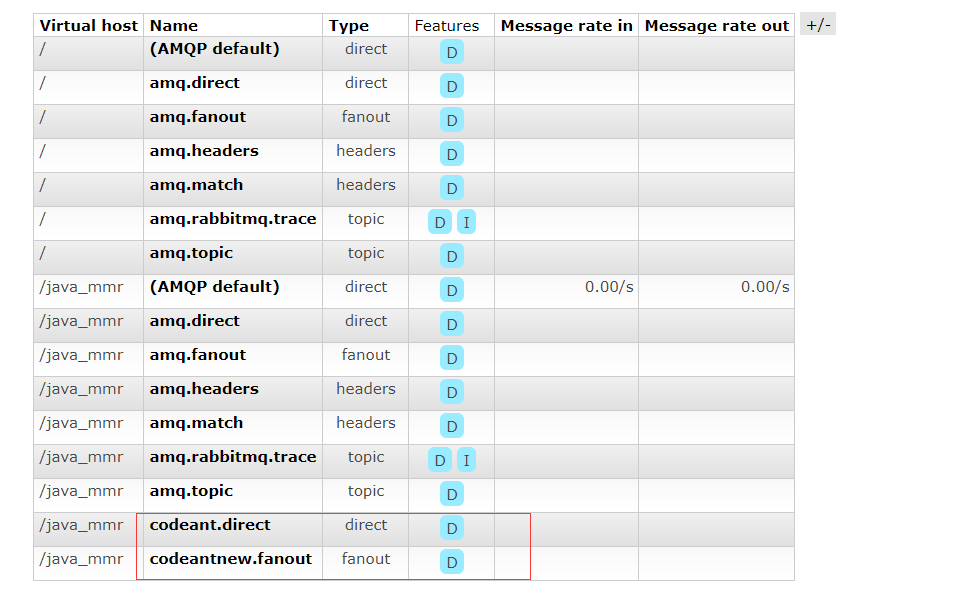 Virtual host Name Type Features Message rate in Message rate out +/-
/ (AMQP default) direct D
/ amq.direct direct D
/ amq.fanout fanout D
/ amq.headers headers D
/ amq.match headers D
/ amq.rabbitmq.trace topic D I
/ amq.topic topic D
/java_mmr (AMQP default) direct D 0.00/s 0.00/s
/java_mmr amq.direct direct D
/java_mmr amq.fanout fanout D
/java_mmr amq.headers headers D
/java_mmr amq.match headers D
/java_mmr amq.rabbitmq.trace topic D I
/java_mmr amq.topic topic D
/java_mmr codeant.direct direct D
/java_mmr codeantnew.fanout fanout D